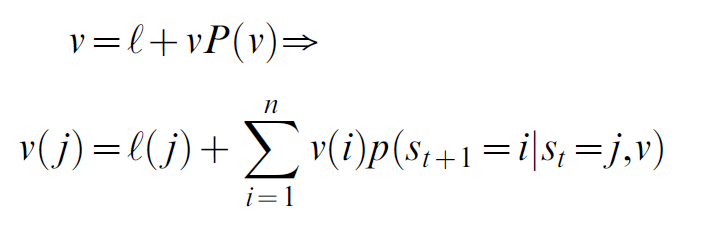 v = ℓ + vP(v) ⇒
v(j) = ℓ(j) + ∑_{i=1}^{n} v(i)p(s_{t+1} = i|s_t = j,v)